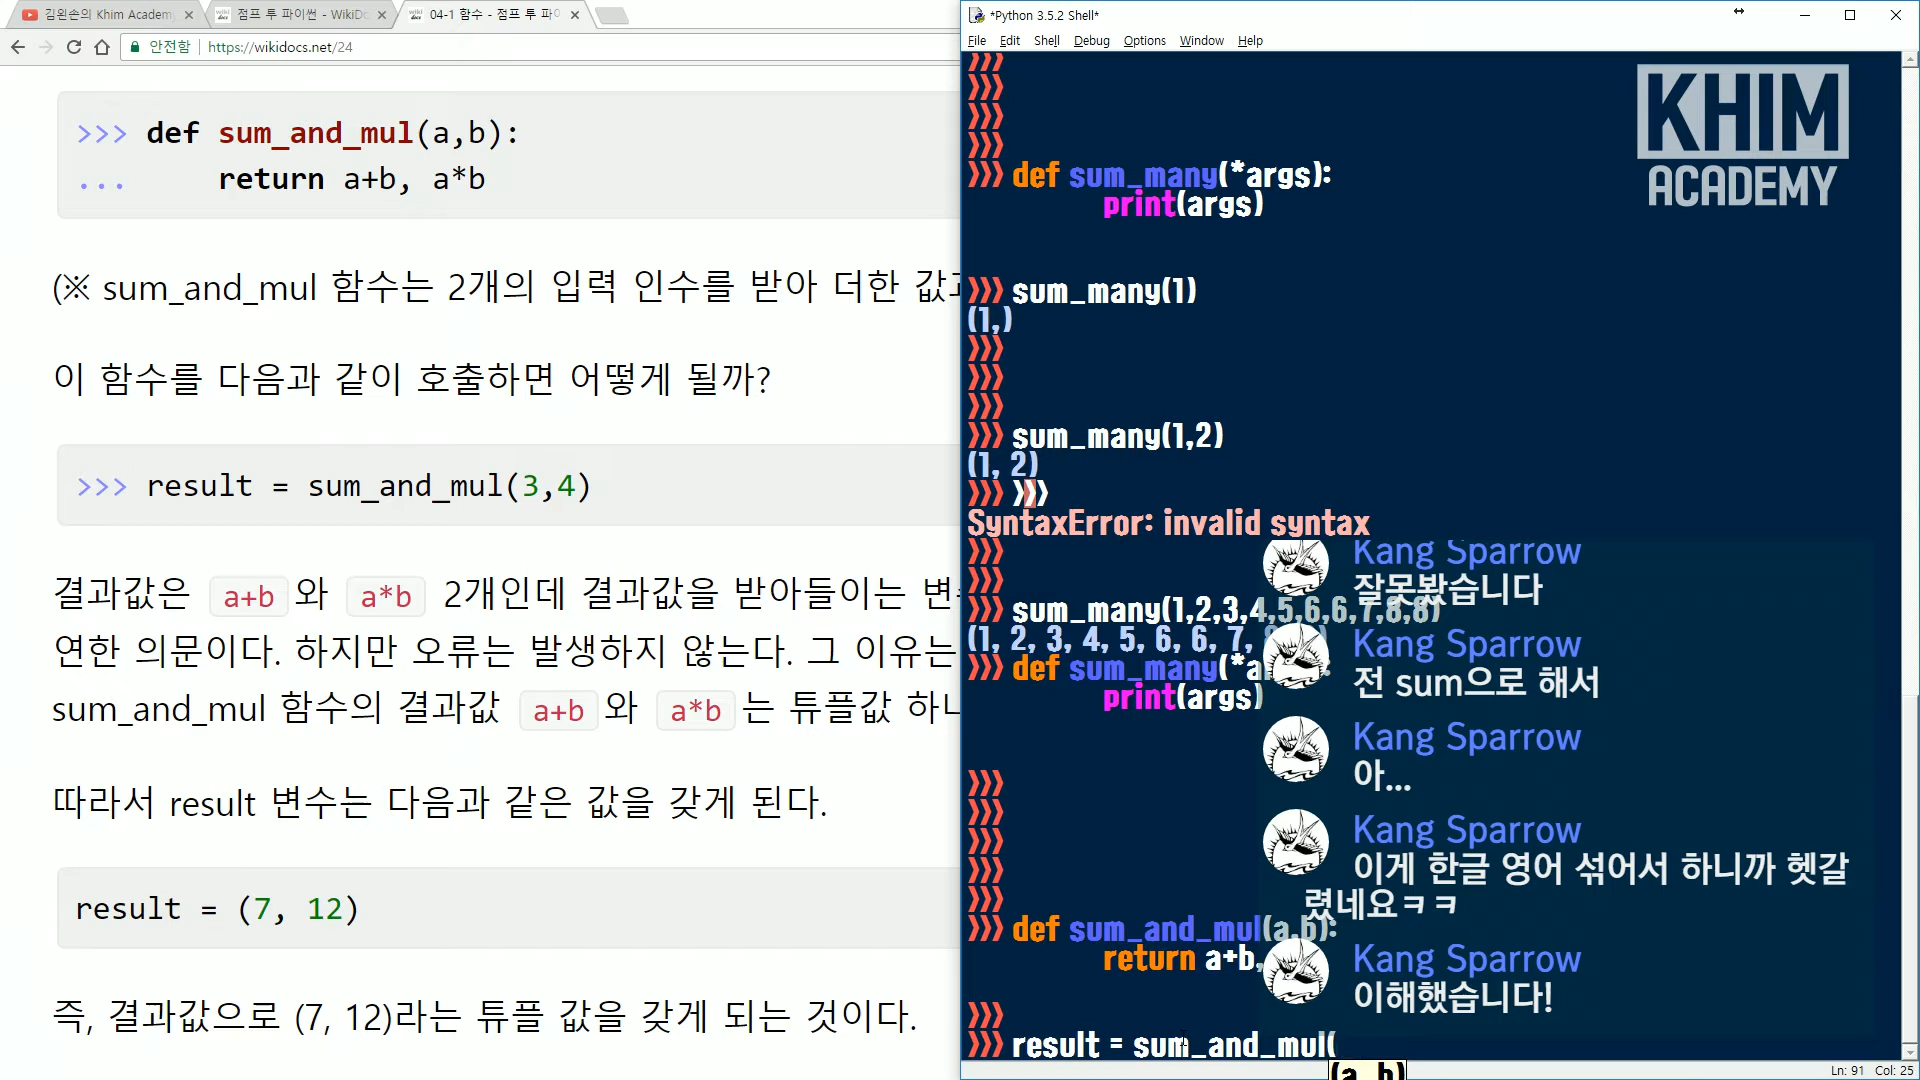 김왼손의 Khim Academy
점프 투 파이썬 - WikiDo
04-1 함수 - 점프 투 파이
안전함
https://wikidocs.net/24
>>> def sum_and_mul(a,b):
... return a+b, a*b
(※ sum_and_mul 함수는 2개의 입력 인수를 받아 더한 값과
이 함수를 다음과 같이 호출하면 어떻게 될까?
>>> result = sum_and_mul(3,4)
결과값은 a+b 와 a*b 2개인데 결과값을 받아들이는 변
연한 의문이다. 하지만 오류는 발생하지 않는다. 그 이유는
sum_and_mul 함수의 결과값 a+b 와 a*b 는 튜플값 하나
따라서 result 변수는 다음과 같은 값을 갖게 된다.
result = (7, 12)
즉, 결과값으로 (7, 12)라는 튜플 값을 갖게 되는 것이다.
*Python 3.5.2 Shell*
File Edit Shell Debug Options Window Help
KHIM
ACADEMY
>>>
>>>
>>>
>>>
>>> def sum_many(*args):
print(args)
>>> sum_many(1)
(1,)
>>>
>>>
>>>
>>> sum_many(1,2)
(1, 2)
>>> >>>
SyntaxError: invalid syntax
>>>
>>>
>>> sum_many(1,2,3,4,5,6,6,7,8,8)
(1, 2, 3, 4, 5, 6, 6, 7,
>>> def sum_many(*a
print(args)
>>>
>>>
>>>
>>>
>>>
>>> def sum_and_mul(a,b):
return a+b,
>>>
>>> result = sum_and_mul(
(a, b)
Kang Sparrow
잘못봤습니다
Kang Sparrow
전 sum으로 해서
Kang Sparrow
아...
Kang Sparrow
이게 한글 영어 섞어서 하니까 헷갈
렸네요ㅋㅋ
Kang Sparrow
이해했습니다!
Ln: 91 Col: 25